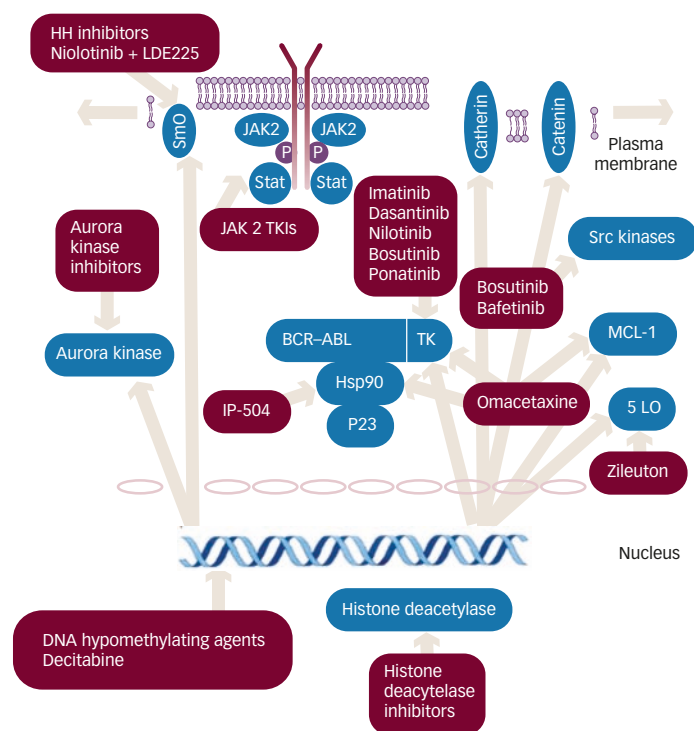 HH inhibitors
Niolotinib + LDE225
SmO
JAK2
JAK2
P
P
Stat
Stat
JAK 2 TKIs
Catherin
Catenin
Plasma
membrane
Imatinib
Dasantinib
Nilotinib
Bosutinib
Ponatinib
Aurora
kinase
inhibitors
Src kinases
Bosutinib
Bafetinib
Aurora kinase
BCR–ABL
TK
MCL-1
Hsp90
IP-504
Omacetaxine
5 LO
P23
Zileuton
Nucleus
Histone deacetylase
DNA hypomethylating agents
Decitabine
Histone
deacytelase
inhibitors